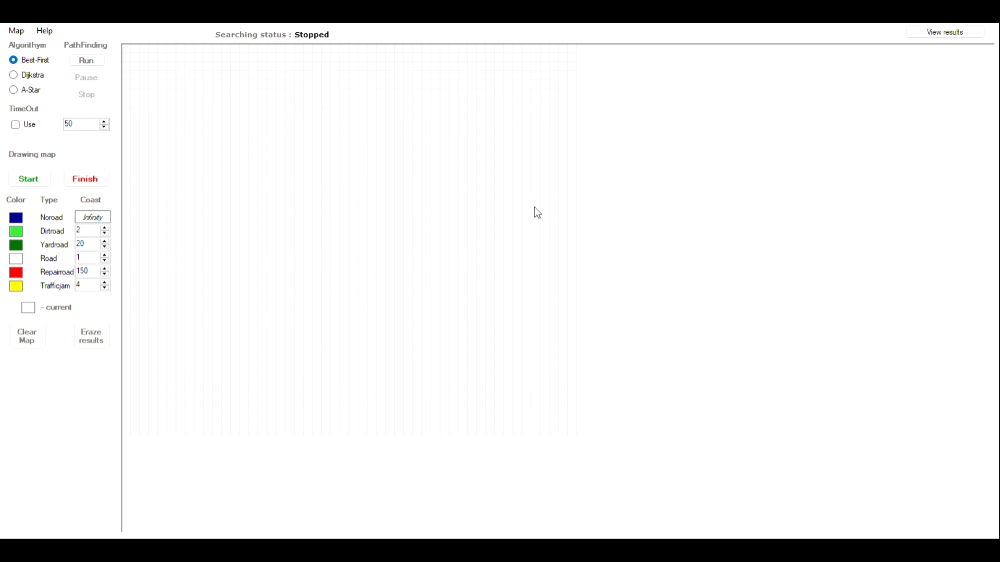 Map Help
Searching status : Stopped
View results
Algorithym PathFinding
Best-First Run
Dijkstra Pause
A-Star Stop
TimeOut
Use 50
Drawing map
Start Finish
Color Type Coast
Noroad Infinity
Dirtroad 2
Yardroad 20
Road 1
Repairroad 150
Trafficjam 4
- current
Clear Map
Eraze results